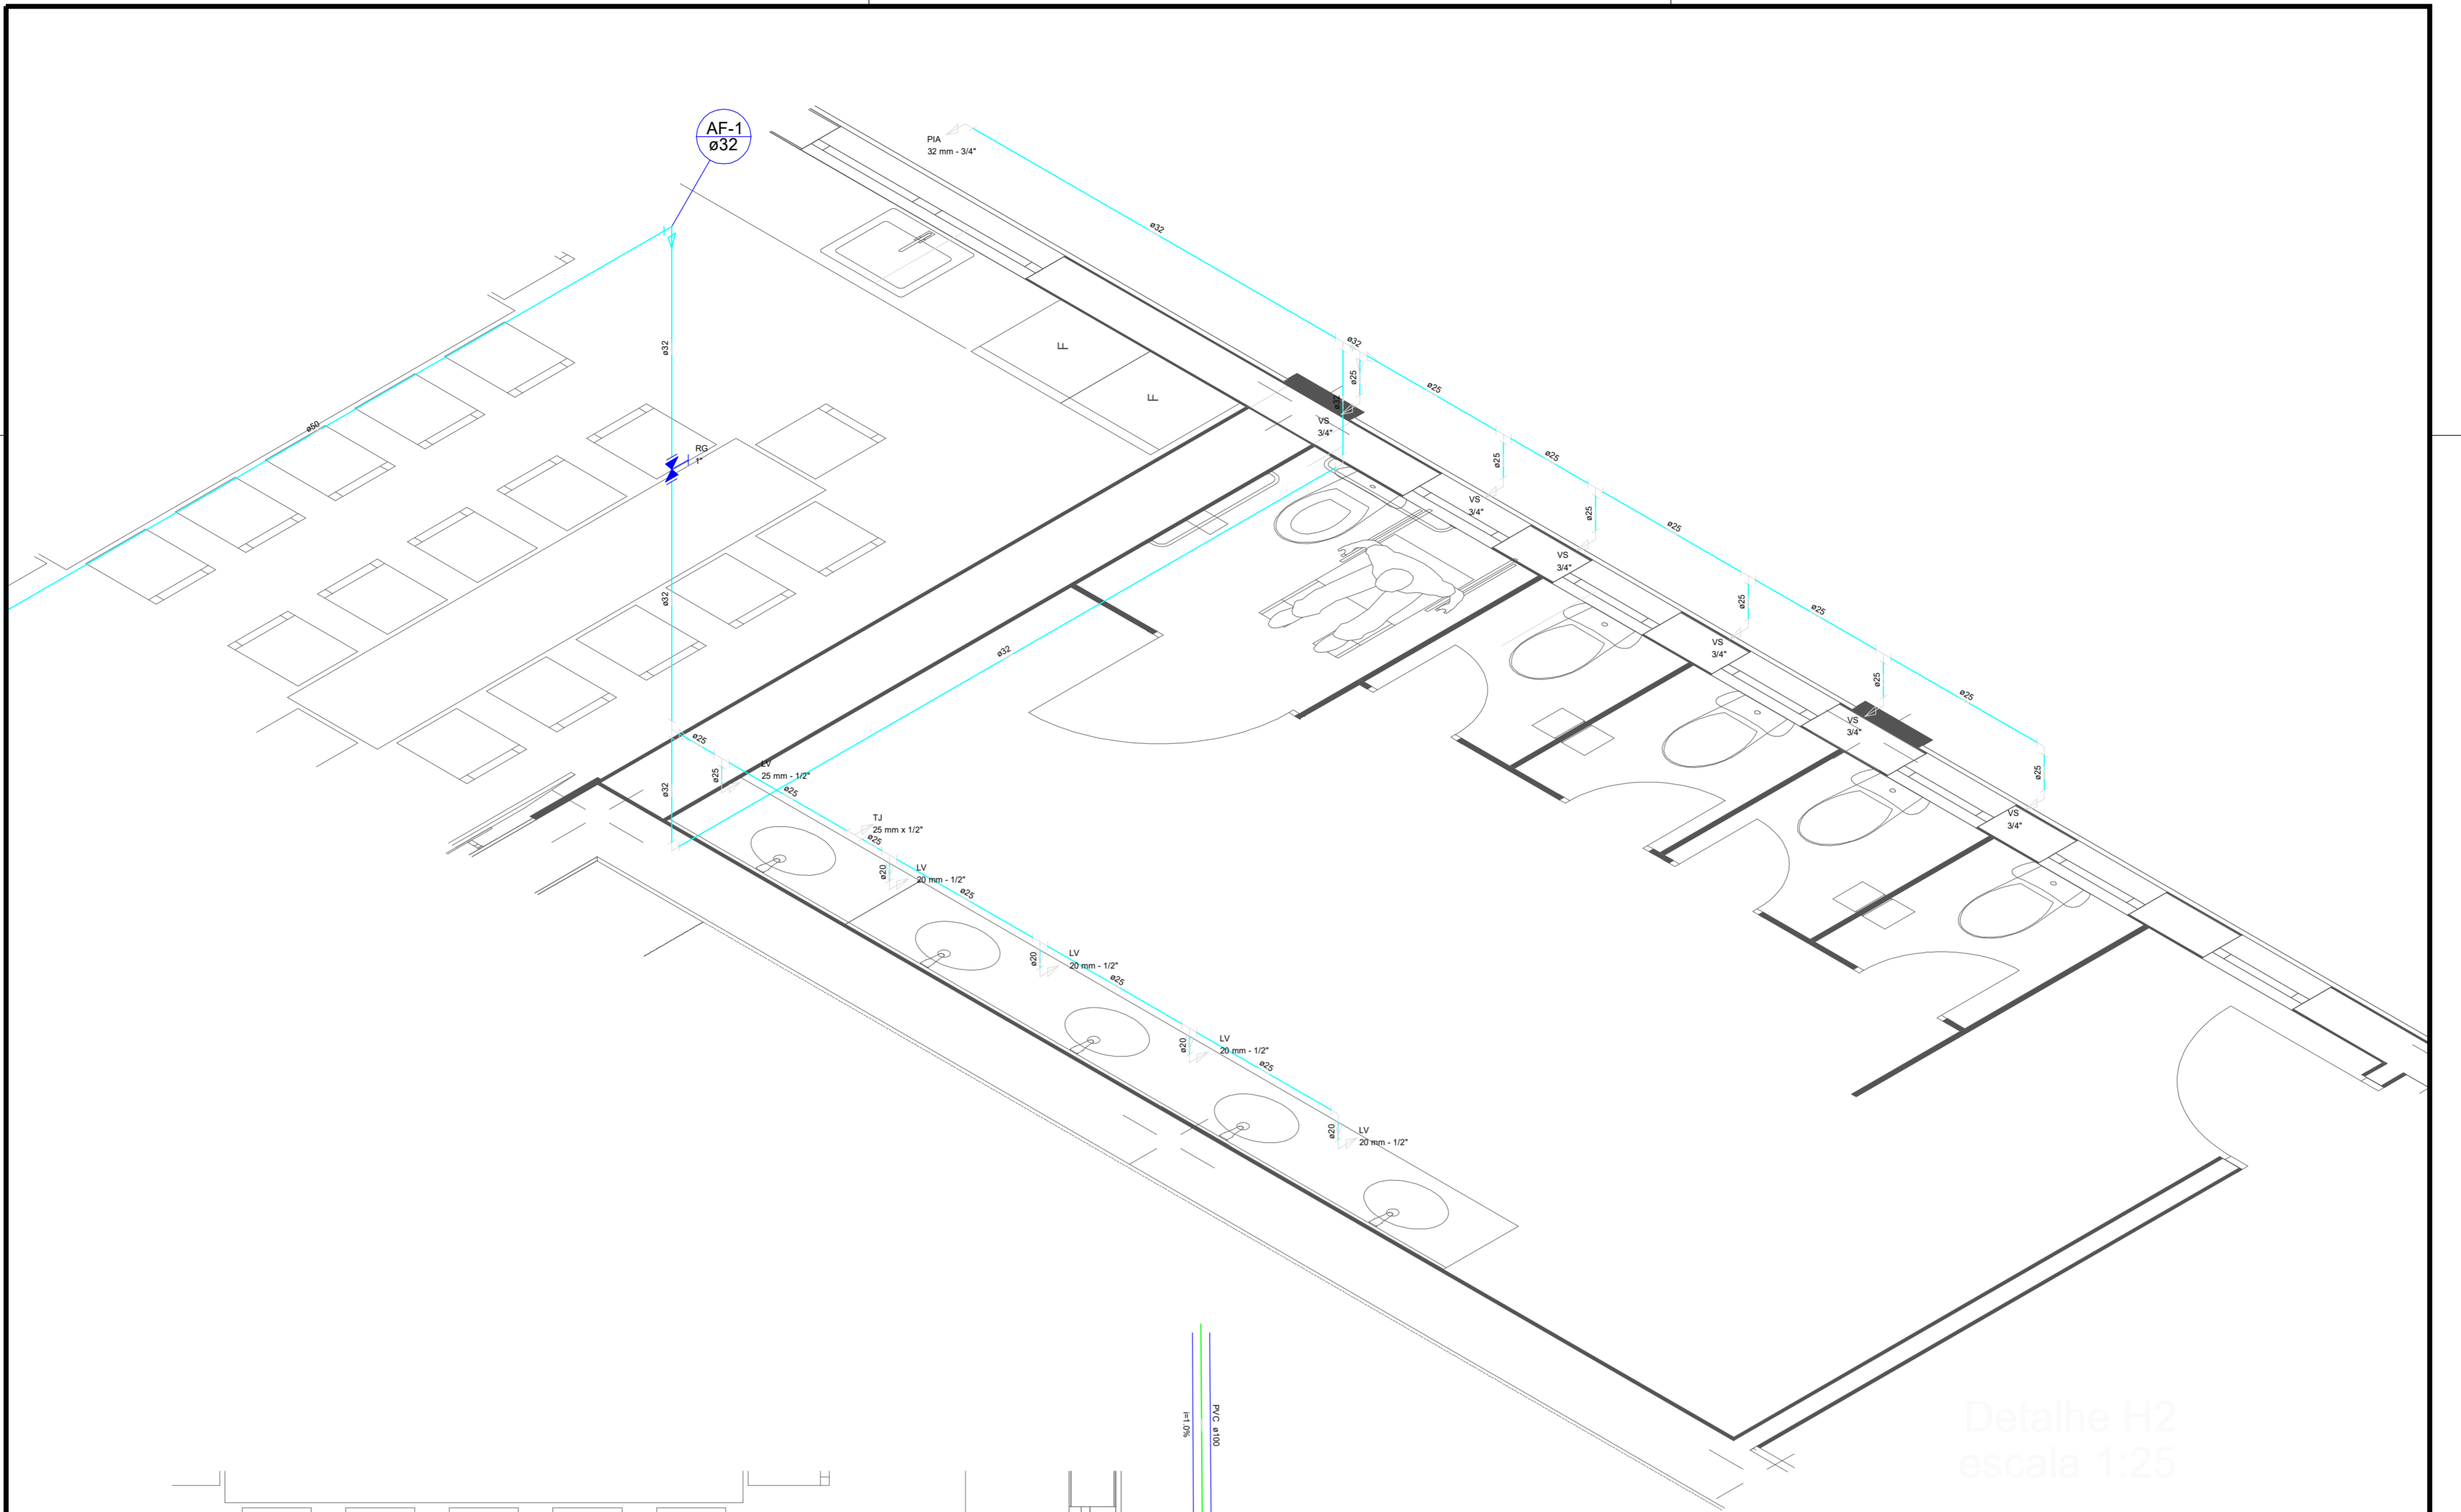 AF-1
ø32
PIA
32 mm - 3/4"
ø32
ø50
ø32
RG
1"
ø32
ø32
F
F
ø32
ø25
ø32
VS
3/4"
ø25
ø25
VS
3/4"
ø25
ø25
VS
3/4"
ø25
ø25
VS
3/4"
ø25
ø25
VS
3/4"
ø25
ø25
VS
3/4"
ø32
ø25
LV
25 mm - 1/2"
ø25
ø25
TJ
25 mm x 1/2"
ø25
LV
20 mm - 1/2"
ø20
ø25
LV
20 mm - 1/2"
ø20
ø25
LV
20 mm - 1/2"
ø20
ø25
LV
20 mm - 1/2"
ø20
PVC ø100
i=1.0%
Detalhe H2
escala 1:25